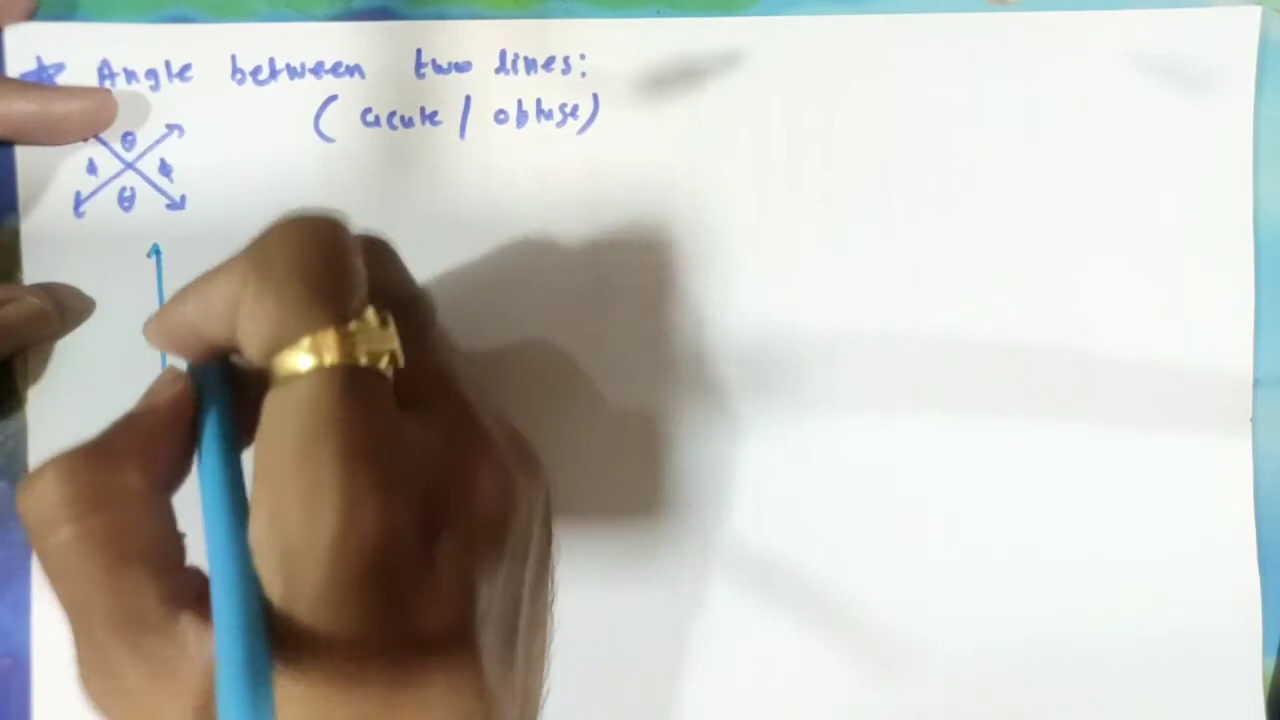 ☆ Angle between two lines:
(acute / obtuse)
θ
ϕ ϕ
θ